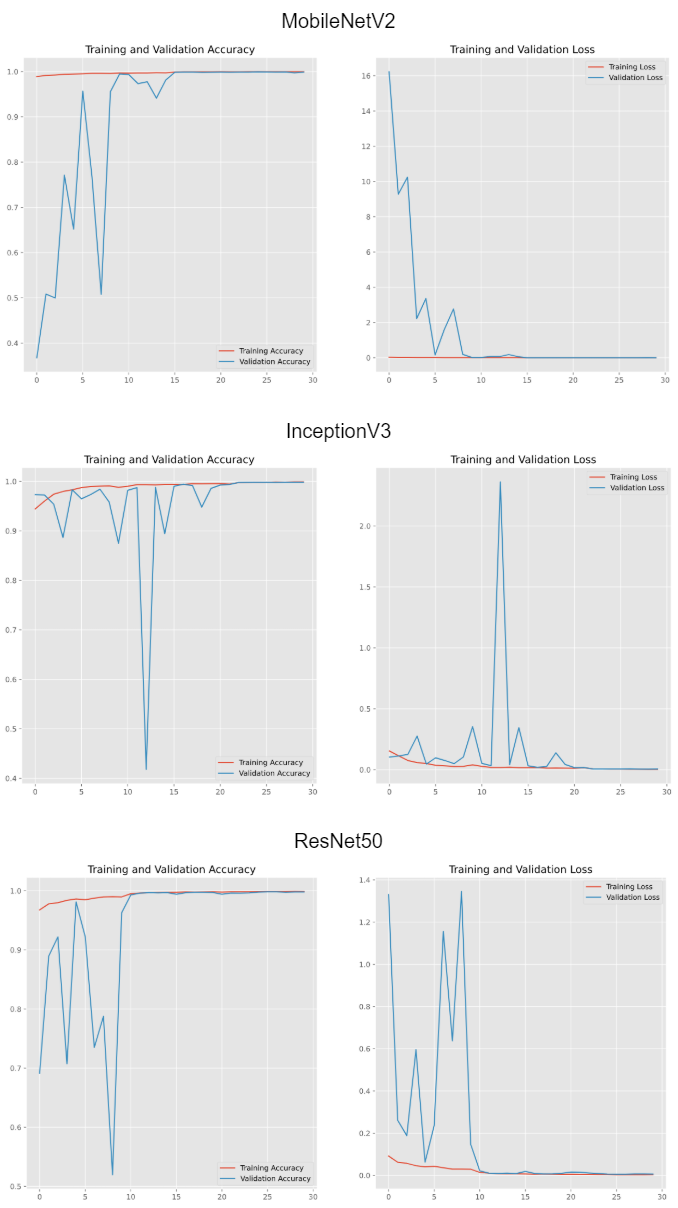 MobileNetV2
Training and Validation Accuracy
1.0
0.9
0.8
0.7
0.6
0.5
0.4
0 5 10 15 20 25 30
Training Accuracy
Validation Accuracy
Training and Validation Loss
16
14
12
10
8
6
4
2
0
0 5 10 15 20 25 30
Training Loss
Validation Loss
InceptionV3
Training and Validation Accuracy
1.0
0.9
0.8
0.7
0.6
0.5
0.4
0 5 10 15 20 25 30
Training Accuracy
Validation Accuracy
Training and Validation Loss
2.0
1.5
1.0
0.5
0.0
0 5 10 15 20 25 30
Training Loss
Validation Loss
ResNet50
Training and Validation Accuracy
1.0
0.9
0.8
0.7
0.6
0.5
0 5 10 15 20 25 30
Training Accuracy
Validation Accuracy
Training and Validation Loss
1.4
1.2
1.0
0.8
0.6
0.4
0.2
0.0
0 5 10 15 20 25 30
Training Loss
Validation Loss